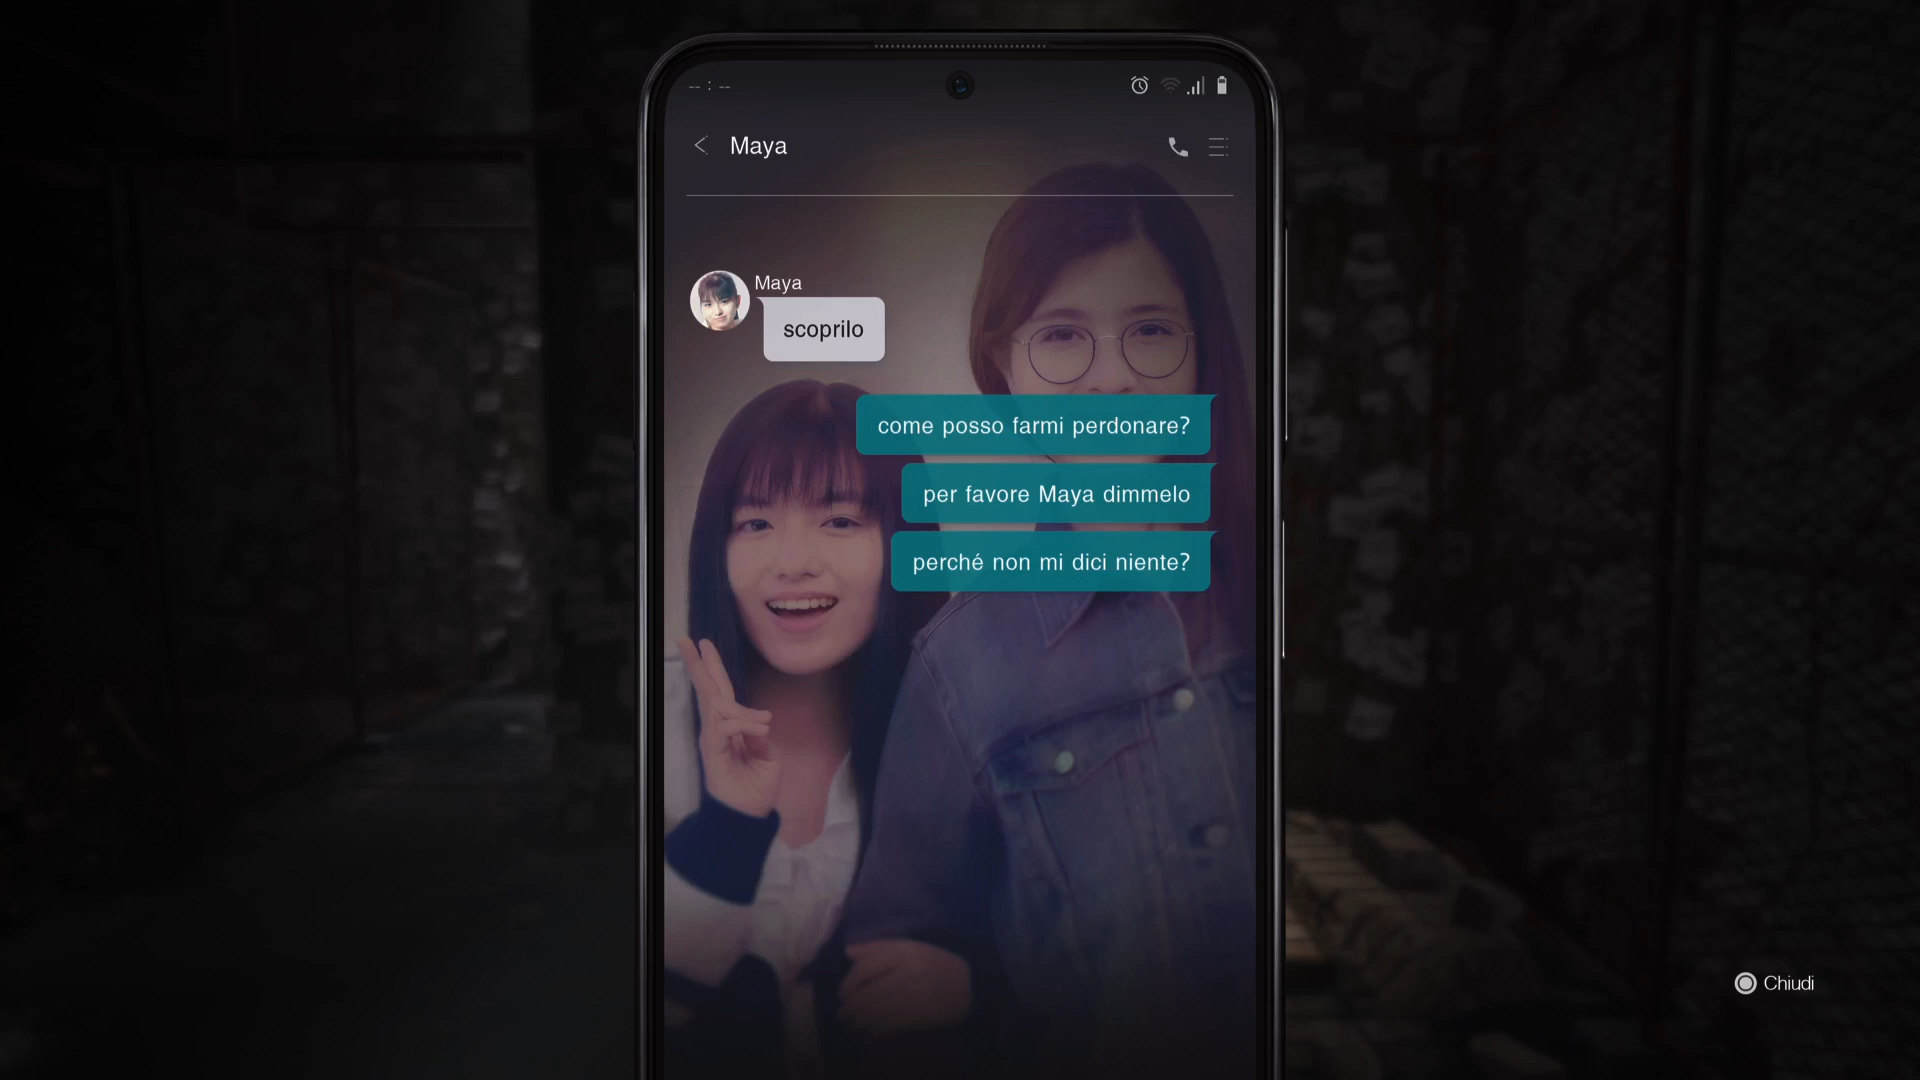 -- : --
Maya
Maya
scoprilo
come posso farmi perdonare?
per favore Maya dimmelo
perché non mi dici niente?
Chiudi